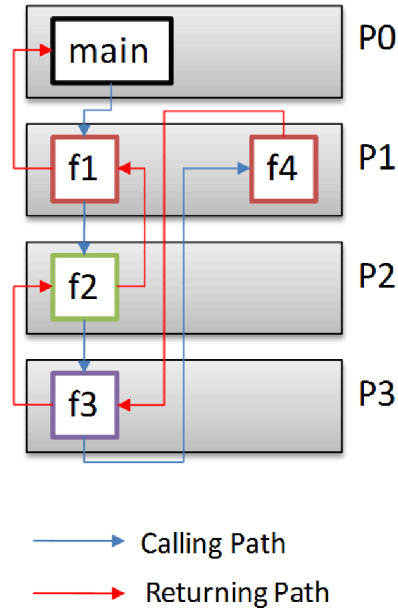 main P0
f1 f4 P1
f2 P2
f3 P3
Calling Path
Returning Path